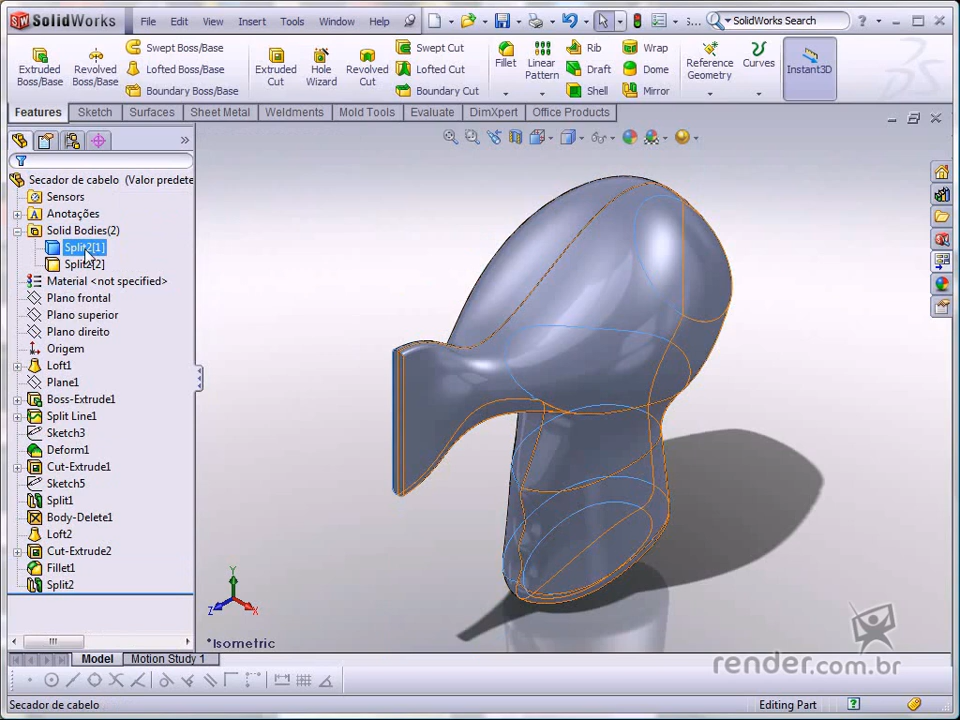 SolidWorks File Edit View Insert Tools Window Help S... SolidWorks Search
Extruded Boss/Base
Revolved Boss/Base
Swept Boss/Base
Lofted Boss/Base
Boundary Boss/Base
Extruded Cut
Hole Wizard
Revolved Cut
Swept Cut
Lofted Cut
Boundary Cut
Fillet
Linear Pattern
Rib
Draft
Shell
Wrap
Dome
Mirror
Reference Geometry
Curves
Instant3D
Features Sketch Surfaces Sheet Metal Weldments Mold Tools Evaluate DimXpert Office Products
Secador de cabelo (Valor predete
Sensors
Anotações
Solid Bodies(2)
Split2[1]
Split2[2]
Material <not specified>
Plano frontal
Plano superior
Plano direito
Origem
Loft1
Plane1
Boss-Extrude1
Split Line1
Sketch3
Deform1
Cut-Extrude1
Sketch5
Split1
Body-Delete1
Loft2
Cut-Extrude2
Fillet1
Split2
Y
Z
X
*Isometric
render.com.br
Model Motion Study 1
Secador de cabelo Editing Part